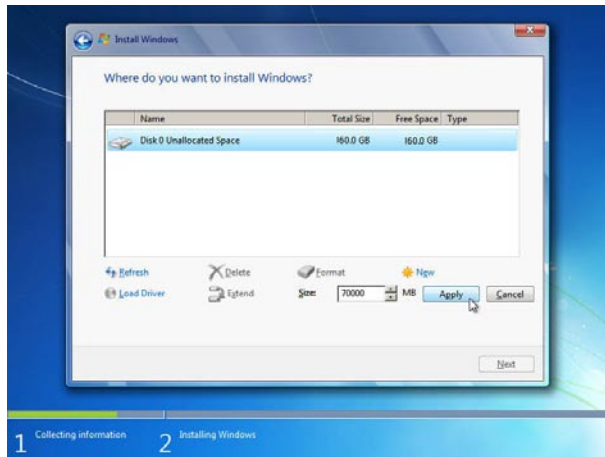 Install Windows
Where do you want to install Windows?
Name Total Size Free Space Type
Disk 0 Unallocated Space 160.0 GB 160.0 GB
Refresh Delete Format New
Load Driver Extend Size: 70000 MB Apply Cancel
Next
1 Collecting information 2 Installing Windows